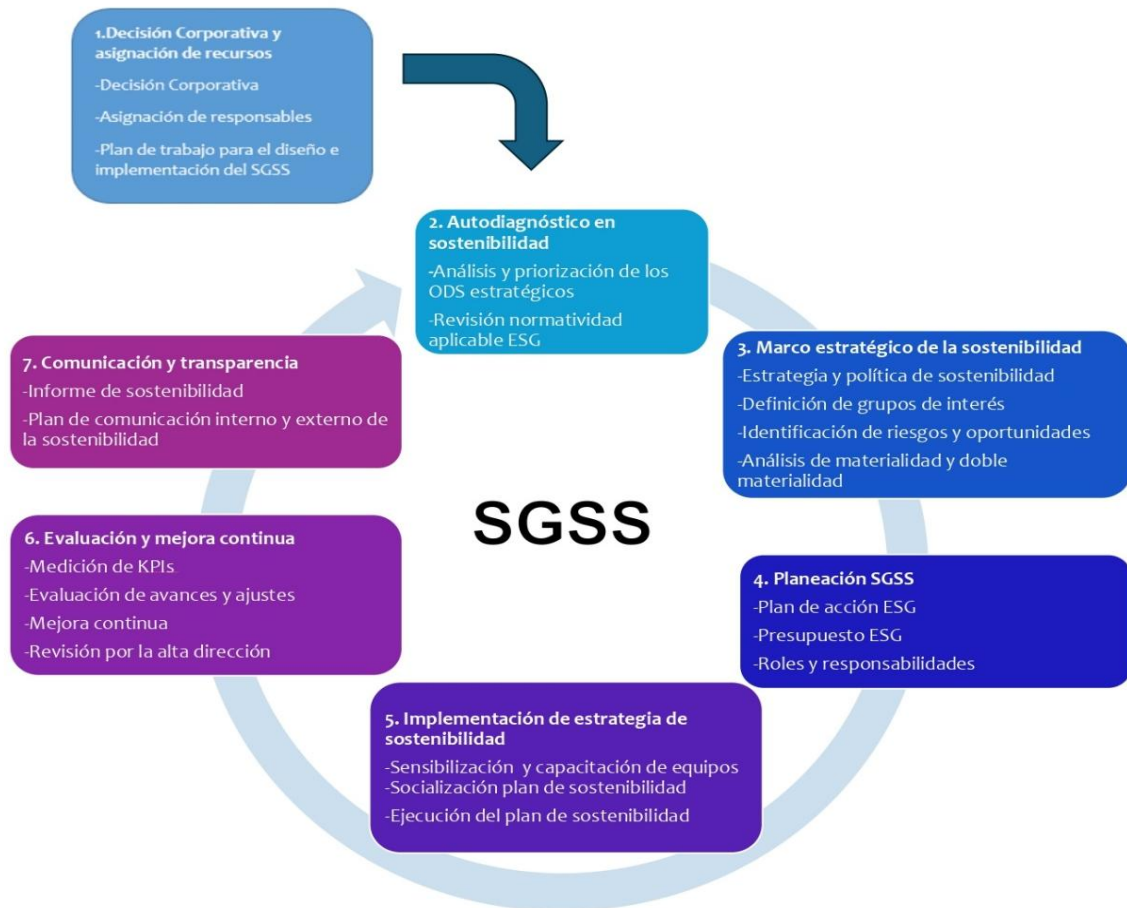 1.Decisión Corporativa y
asignación de recursos
-Decisión Corporativa
-Asignación de responsables
-Plan de trabajo para el diseño e
implementación del SGSS
2. Autodiagnóstico en
sostenibilidad
-Análisis y priorización de los
ODS estratégicos
-Revisión normatividad
aplicable ESG
3. Marco estratégico de la sostenibilidad
-Estrategia y política de sostenibilidad
-Definición de grupos de interés
-Identificación de riesgos y oportunidades
-Análisis de materialidad y doble
materialidad
4. Planeación SGSS
-Plan de acción ESG
-Presupuesto ESG
-Roles y responsabilidades
5. Implementación de estrategia de
sostenibilidad
-Sensibilización y capacitación de equipos
-Socialización plan de sostenibilidad
-Ejecución del plan de sostenibilidad
6. Evaluación y mejora continua
-Medición de KPIs
-Evaluación de avances y ajustes
-Mejora continua
-Revisión por la alta dirección
7. Comunicación y transparencia
-Informe de sostenibilidad
-Plan de comunicación interno y externo de
la sostenibilidad
SGSS